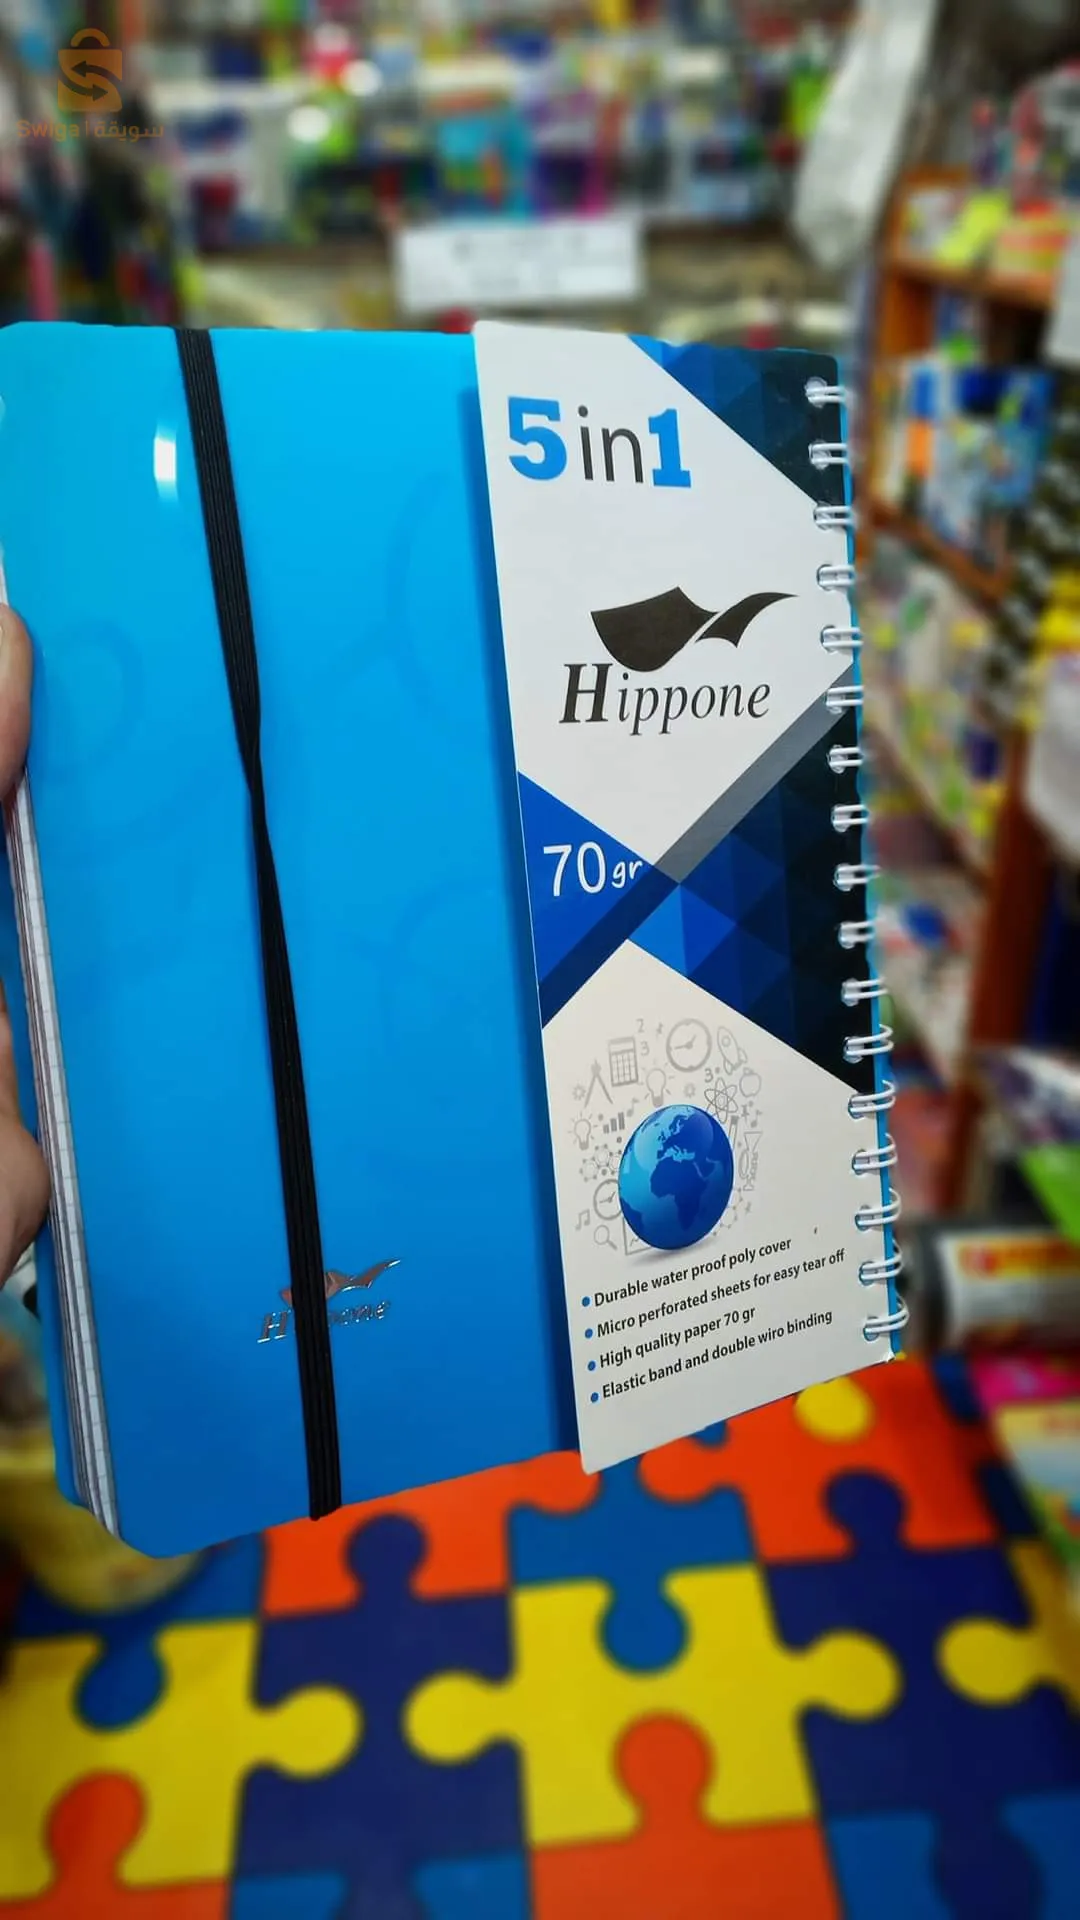 Swiqa | سويقة
5 in 1
Hippone
70 gr
Durable water proof poly cover
Micro perforated sheets for easy tear off
High quality paper 70 gr
Elastic band and double wiro binding